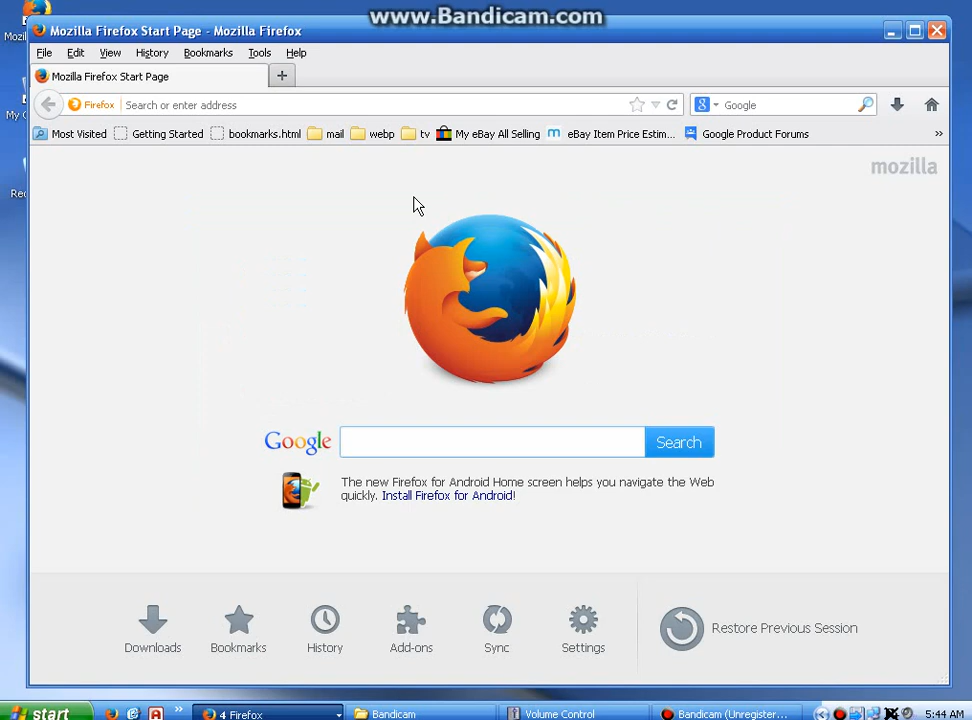 www.Bandicam.com
Mozilla Firefox Start Page - Mozilla Firefox
File Edit View History Bookmarks Tools Help
Mozilla Firefox Start Page
Firefox Search or enter address Google
Most Visited Getting Started bookmarks.html mail webp tv My eBay All Selling eBay Item Price Estim... Google Product Forums »
mozilla
Google Search
The new Firefox for Android Home screen helps you navigate the Web
quickly. Install Firefox for Android!
Downloads Bookmarks History Add-ons Sync Settings Restore Previous Session
start 4 Firefox Bandicam Volume Control Bandicam (Unregister... 5:44 AM